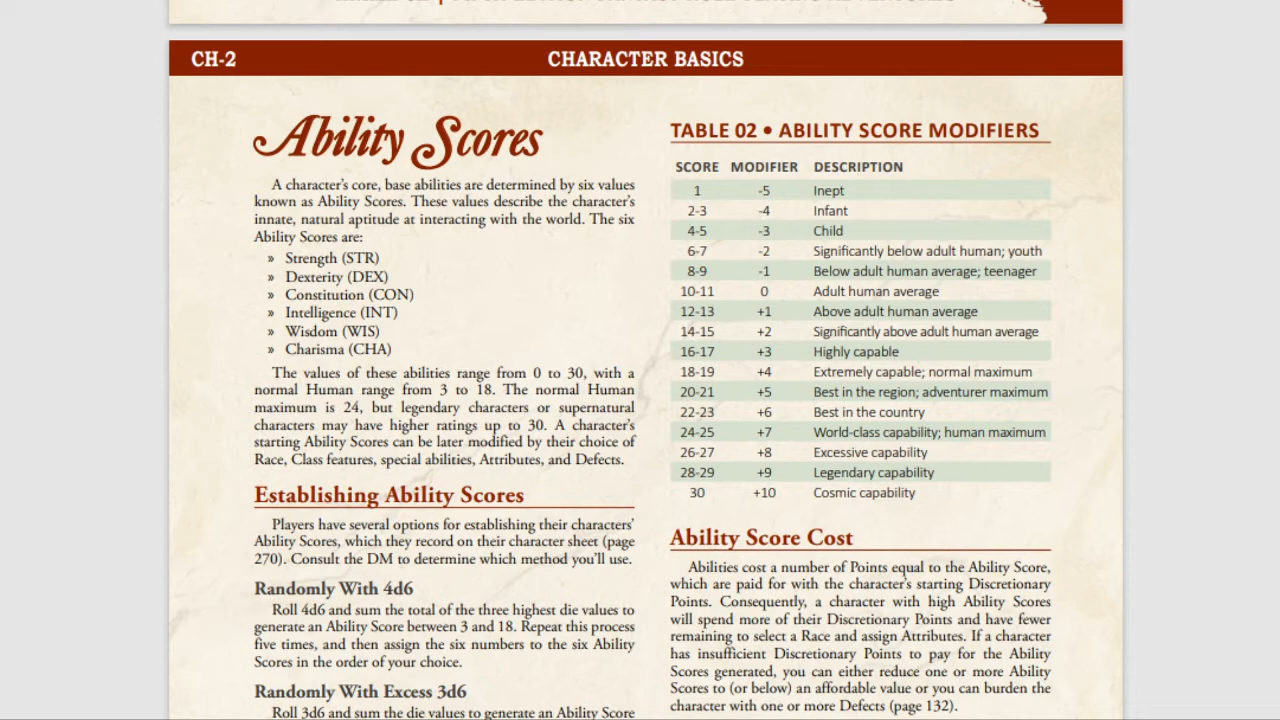 CH-2
CHARACTER BASICS
Ability Scores
A character's core, base abilities are determined by six values
known as Ability Scores. These values describe the character's
innate, natural aptitude at interacting with the world. The six
Ability Scores are:
» Strength (STR)
» Dexterity (DEX)
» Constitution (CON)
» Intelligence (INT)
» Wisdom (WIS)
» Charisma (CHA)
The values of these abilities range from 0 to 30, with a
normal Human range from 3 to 18. The normal Human
maximum is 24, but legendary characters or supernatural
characters may have higher ratings up to 30. A character's
starting Ability Scores can be later modified by their choice of
Race, Class features, special abilities, Attributes, and Defects.
Establishing Ability Scores
Players have several options for establishing their characters'
Ability Scores, which they record on their character sheet (page
270). Consult the DM to determine which method you'll use.
Randomly With 4d6
Roll 4d6 and sum the total of the three highest die values to
generate an Ability Score between 3 and 18. Repeat this process
five times, and then assign the six numbers to the six Ability
Scores in the order of your choice.
Randomly With Excess 3d6
Roll 3d6 and sum the die values to generate an Ability Score
TABLE 02 • ABILITY SCORE MODIFIERS
SCORE MODIFIER DESCRIPTION
1 -5 Inept
2-3 -4 Infant
4-5 -3 Child
6-7 -2 Significantly below adult human; youth
8-9 -1 Below adult human average; teenager
10-11 0 Adult human average
12-13 +1 Above adult human average
14-15 +2 Significantly above adult human average
16-17 +3 Highly capable
18-19 +4 Extremely capable; normal maximum
20-21 +5 Best in the region; adventurer maximum
22-23 +6 Best in the country
24-25 +7 World-class capability; human maximum
26-27 +8 Excessive capability
28-29 +9 Legendary capability
30 +10 Cosmic capability
Ability Score Cost
Abilities cost a number of Points equal to the Ability Score,
which are paid for with the character's starting Discretionary
Points. Consequently, a character with high Ability Scores
will spend more of their Discretionary Points and have fewer
remaining to select a Race and assign Attributes. If a character
has insufficient Discretionary Points to pay for the Ability
Scores generated, you can either reduce one or more Ability
Scores to (or below) an affordable value or you can burden the
character with one or more Defects (page 132).